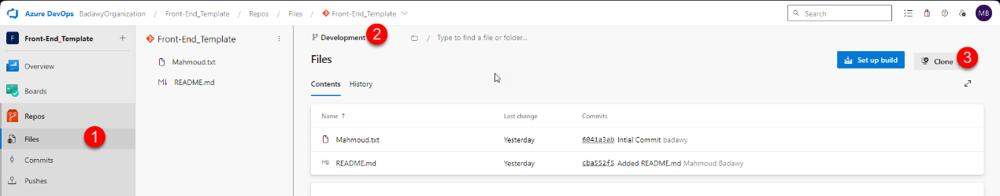 Azure DevOps BadawyOrganization / Front-End_Template / Repos / Files / Front-End_Template
Search
MB
F Front-End_Template +
Overview
Boards
Repos
Files
1
Commits
Pushes
Front-End_Template
Mahmoud.txt
M↓ README.md
Development
2
/ Type to find a file or folder...
Files
Set up build
Clone
3
Contents History
Name ↑ Last change Commits
Mahmoud.txt Yesterday 6041a3ab Intial Commit badawy
M↓ README.md Yesterday cba552f5 Added README.md Mahmoud Badawy